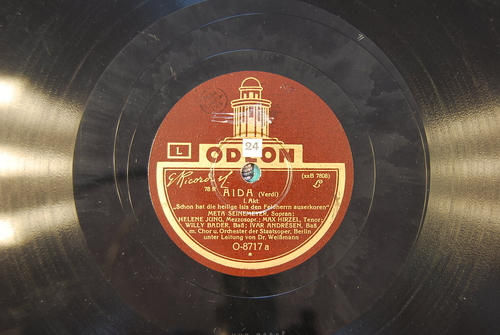 24
L
ODEON
G. Ricordi
(xxB 7808)
78 R
AIDA (Verdi)
I. Akt
„Schon hat die heilige Isis den Feldherrn auserkoren"
META SEINEMEYER, Sopran;
HELENE JUNG, Mezzosopr.; MAX HIRZEL, Tenor;
WILLY BADER, Baß; IVAR ANDRÉSEN, Baß
m. Chor u. Orchester der Staatsoper, Berlin
unter Leitung von Dr. Weißmann
O-8717 a